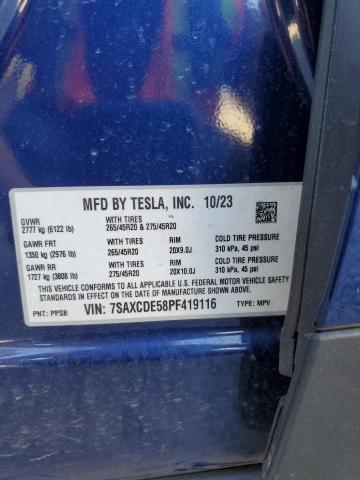 MFD BY TESLA, INC. 10/23
GVWR WITH TIRES
2777 kg (6122 lb) 265/45R20 & 275/45R20
GAWR FRT WITH TIRES RIM COLD TIRE PRESSURE
1350 kg (2976 lb) 265/45R20 20X9.0J 310 kPa, 45 psi
GAWR RR WITH TIRES RIM COLD TIRE PRESSURE
1727 kg (3808 lb) 275/45R20 20X10.0J 310 kPa, 45 psi
THIS VEHICLE CONFORMS TO ALL APPLICABLE U.S. FEDERAL MOTOR VEHICLE SAFETY
STANDARDS IN EFFECT ON THE DATE OF MANUFACTURE SHOWN ABOVE.
PNT: PPSB VIN: 7SAXCDE58PF419116 TYPE: MPV